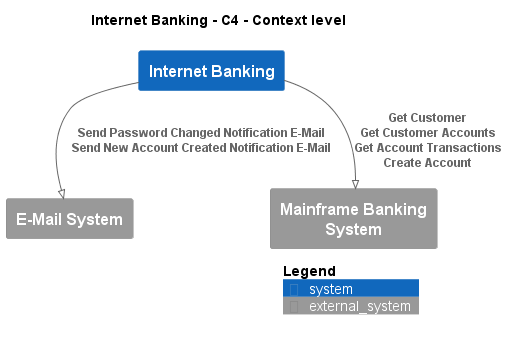 Internet Banking - C4 - Context level
Internet Banking
Send Password Changed Notification E-Mail
Send New Account Created Notification E-Mail
Get Customer
Get Customer Accounts
Get Account Transactions
Create Account
E-Mail System
Mainframe Banking
System
Legend
system
external_system